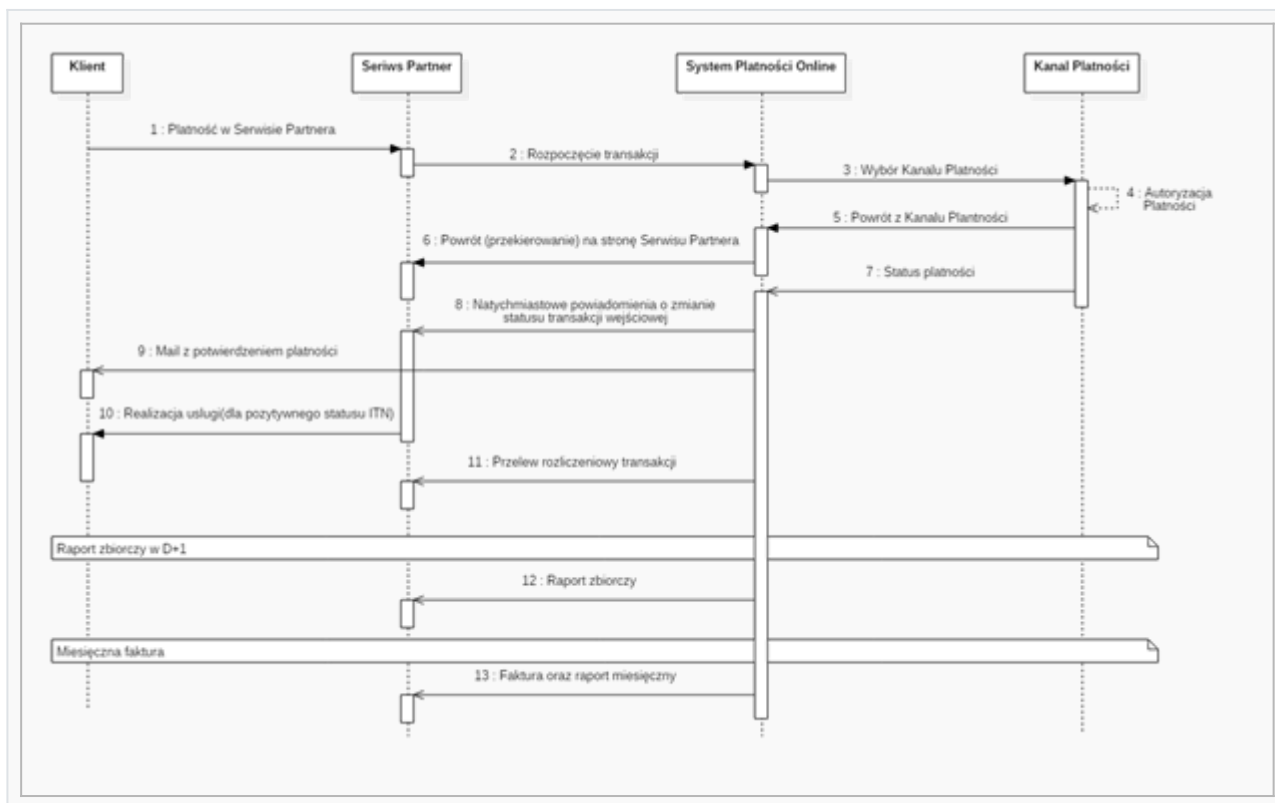 Klient
Seriws Partner
System Platności Online
Kanal Platności
1 : Platność w Serwisie Partnera
2 : Rozpoczęcie transakcji
3 : Wybór Kanalu Platności
4 : Autoryzacja
Platności
5 : Powrót z Kanalu Plantności
6 : Powrót (przekierowanie) na stronę Serwisu Partnera
7 : Status platności
8 : Natychmiastowe powiadomienia o zmianie
statusu transakcji wejściowej
9 : Mail z potwierdzeniem platności
10 : Realizacja uslugi(dla pozytywnego statusu ITN)
11 : Przelew rozliczeniowy transakcji
Raport zbiorczy w D+1
12 : Raport zbiorczy
Miesięczna faktura
13 : Faktura oraz raport miesięczny